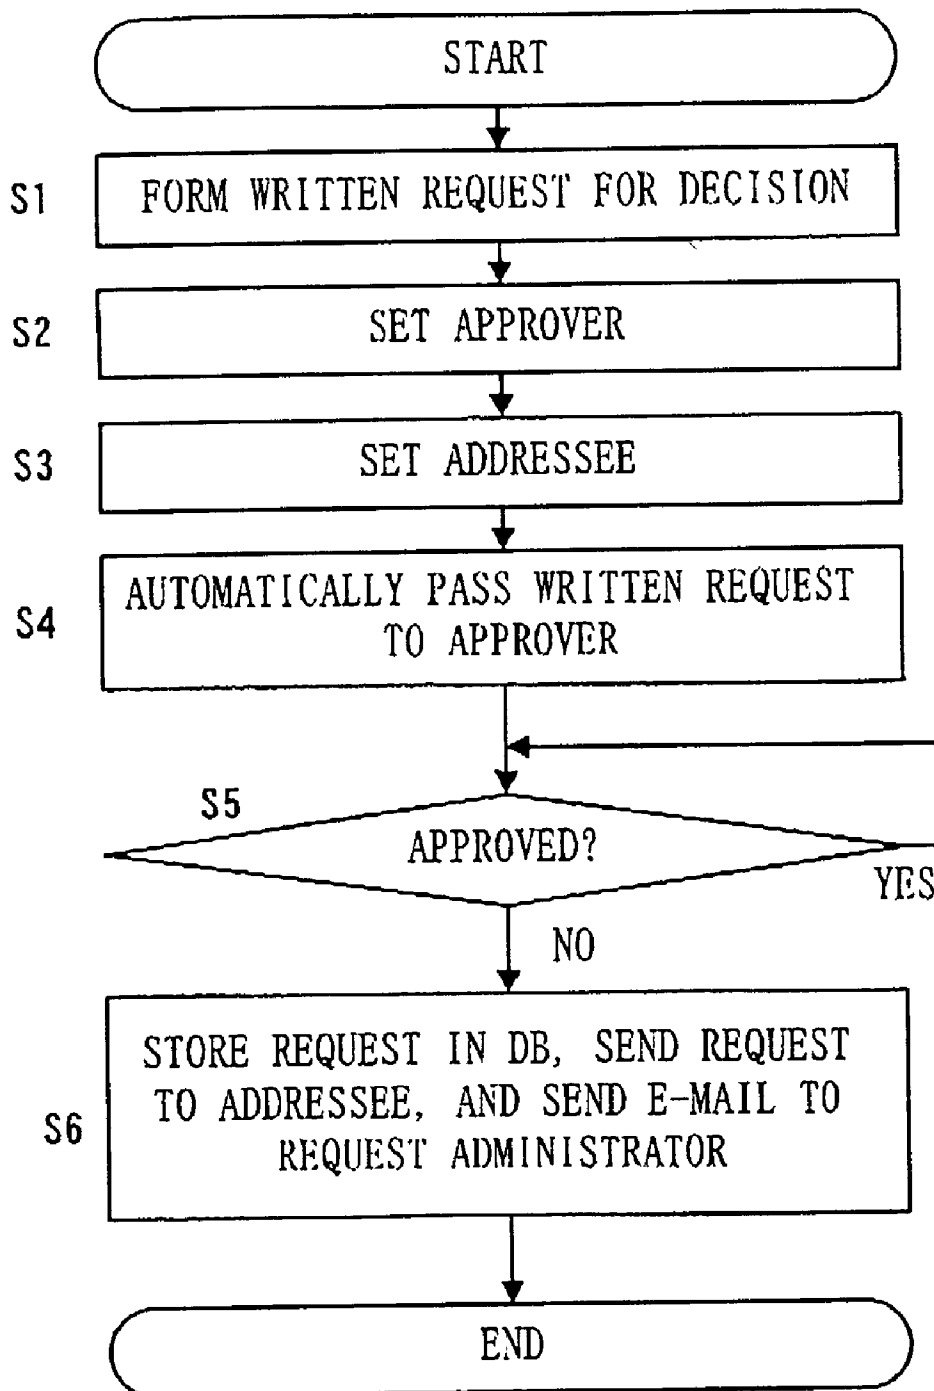 START
S1
FORM WRITTEN REQUEST FOR DECISION
S2
SET APPROVER
S3
SET ADDRESSEE
S4
AUTOMATICALLY PASS WRITTEN REQUEST
TO APPROVER
S5
APPROVED?
YES
NO
S6
STORE REQUEST IN DB, SEND REQUEST
TO ADDRESSEE, AND SEND E-MAIL TO
REQUEST ADMINISTRATOR
END